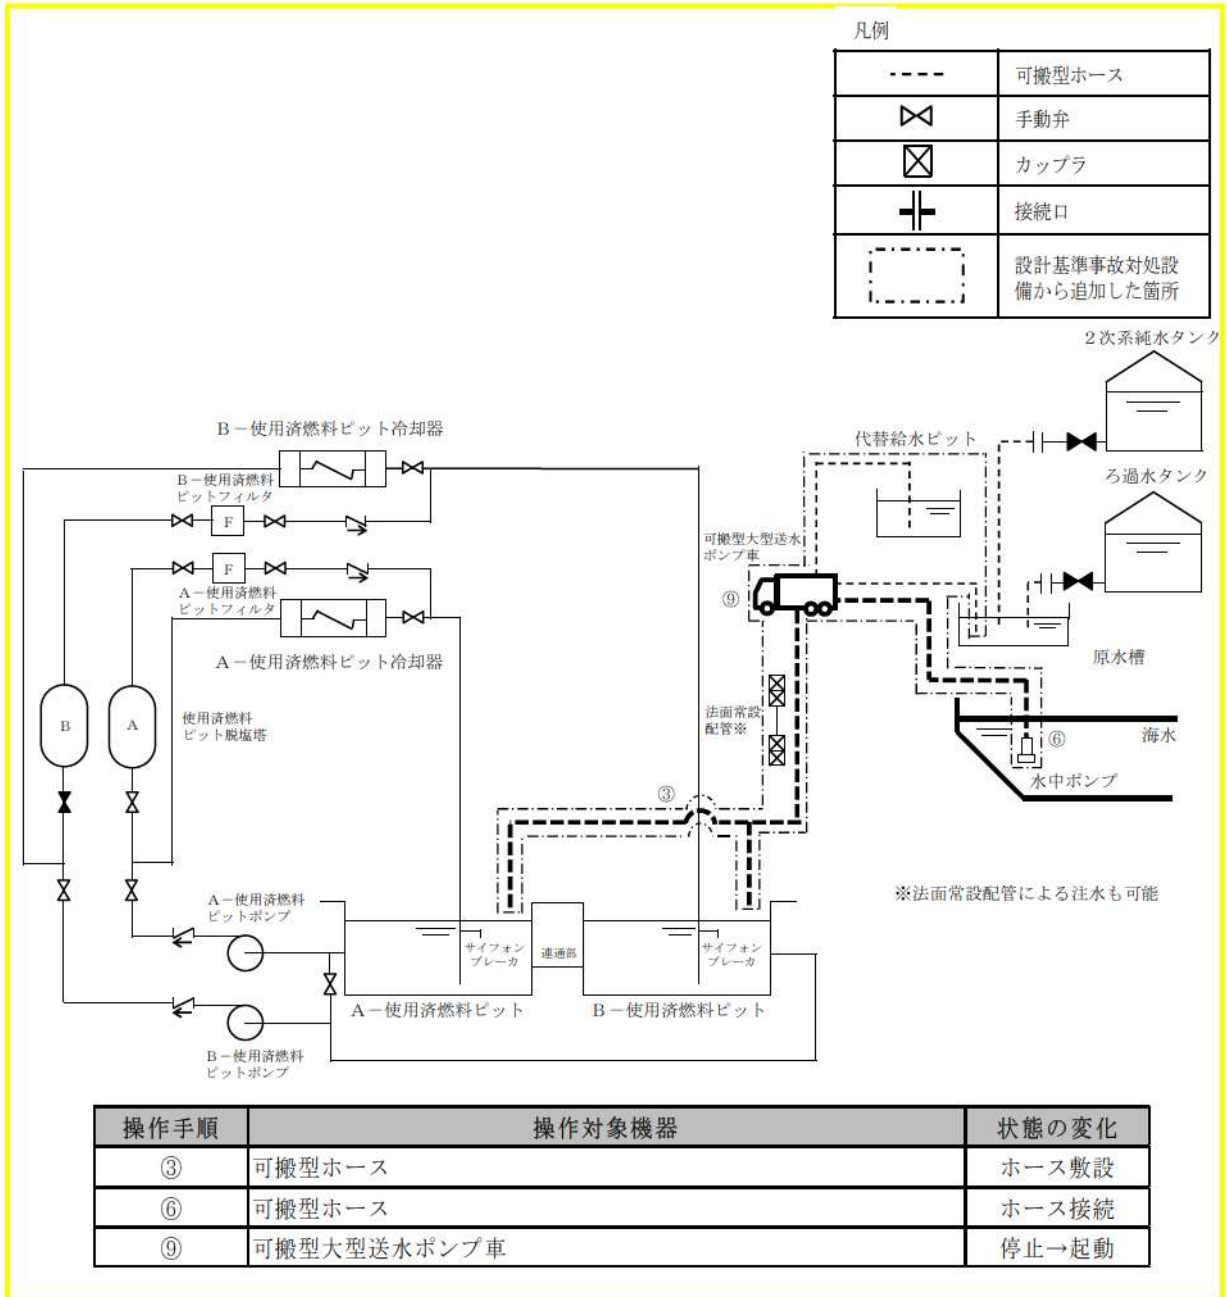 凡例
可搬型ホース
手動弁
カップラ
接続口
設計基準事故対処設
備から追加した箇所
2次系純水タンク
B-使用済燃料ピット冷却器
代替給水ピット
B-使用済燃料
ピットフィルタ
ろ過水タンク
F
可搬型大型送水
ポンプ車
F
A-使用済燃料
ピットフィルタ
⑨
A-使用済燃料ピット冷却器
原水槽
B
A
使用済燃料
ピット脱塩塔
法面常設
配管※
⑥
海水
水中ポンプ
③
※法面常設配管による注水も可能
A-使用済燃料
ピットポンプ
サイフォン
ブレーカ
連通部
サイフォン
ブレーカ
A-使用済燃料ピット
B-使用済燃料ピット
B-使用済燃料
ピットポンプ
操作手順 操作対象機器 状態の変化
③ 可搬型ホース ホース敷設
⑥ 可搬型ホース ホース接続
⑨ 可搬型大型送水ポンプ車 停止→起動